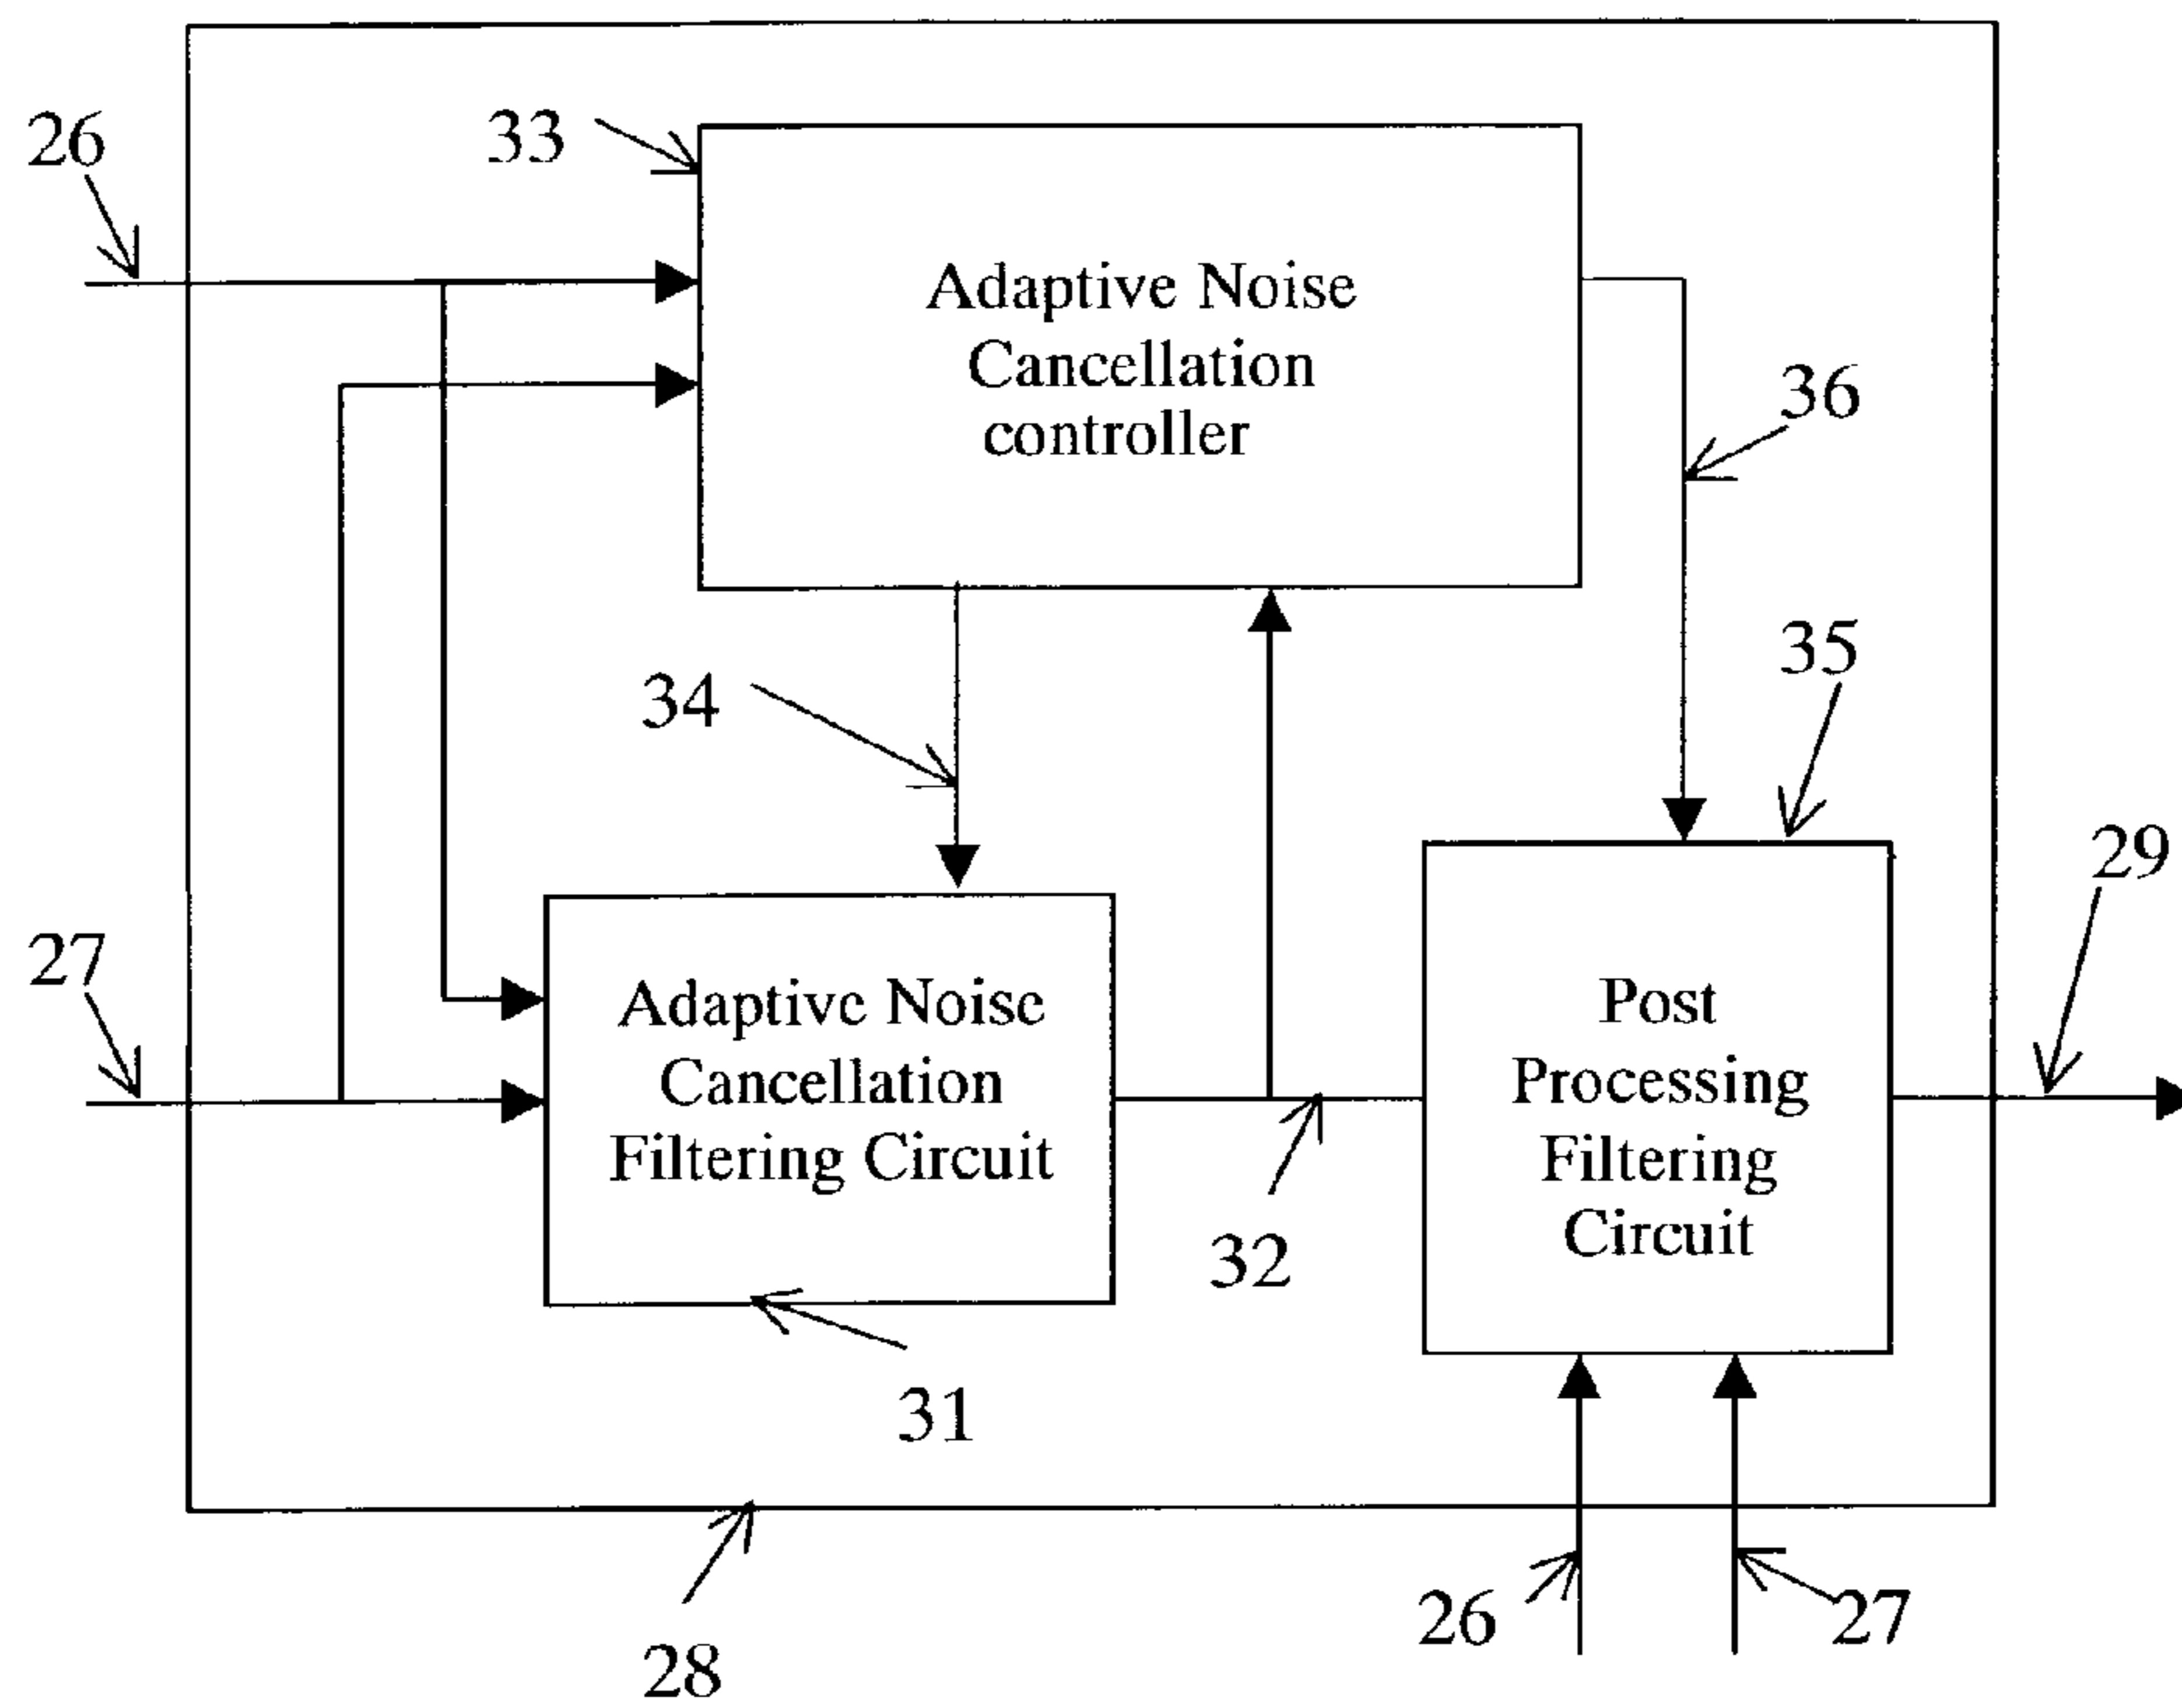 26
33
Adaptive Noise
Cancellation
controller
36
34
35
29
27
Adaptive Noise
Cancellation
Filtering Circuit
Post
Processing
Filtering
Circuit
32
31
28
26
27